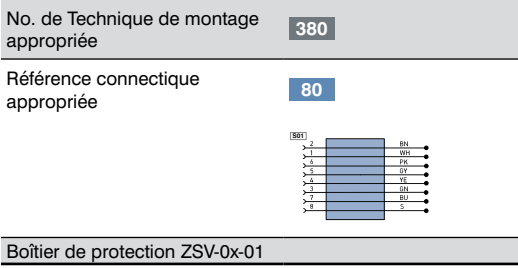 No. de Technique de montage
appropriée
380
Référence connectique
appropriée
80
S01
2 BN
1 WH
6 PK
5 GY
4 YE
3 GN
7 BU
8 S
Boîtier de protection ZSV-0x-01